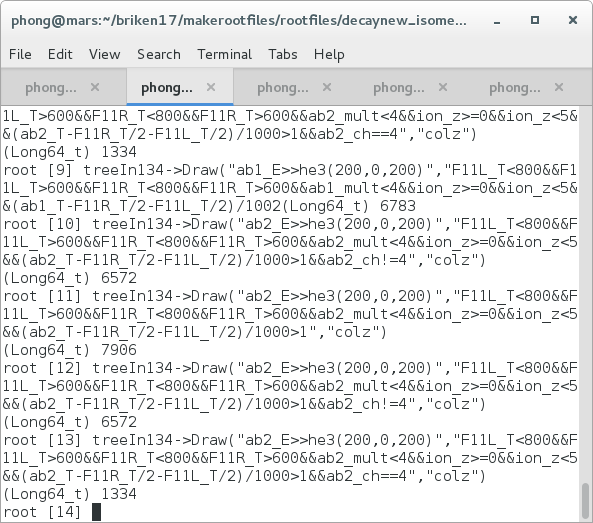 phong@mars:~/briken17/makerootfiles/rootfiles/decaynew_isome...
File Edit View Search Terminal Tabs Help
phong... × phong... × phong... × phong... × phong... ×
1L_T>600&&F11R_T<800&&F11R_T>600&&ab2_mult<4&&ion_z>=0&&ion_z<5&
&(ab2_T-F11R_T/2-F11L_T/2)/1000>1&&ab2_ch==4","colz")
(Long64_t) 1334
root [9] treeIn134->Draw("ab1_E>>he3(200,0,200)","F11L_T<800&&F1
1L_T>600&&F11R_T<800&&F11R_T>600&&ab1_mult<4&&ion_z>=0&&ion_z<5&
&(ab1_T-F11R_T/2-F11L_T/2)/1002(Long64_t) 6783
root [10] treeIn134->Draw("ab2_E>>he3(200,0,200)","F11L_T<800&&F
11L_T>600&&F11R_T<800&&F11R_T>600&&ab2_mult<4&&ion_z>=0&&ion_z<5
&&(ab2_T-F11R_T/2-F11L_T/2)/1000>1&&ab2_ch!=4","colz")
(Long64_t) 6572
root [11] treeIn134->Draw("ab2_E>>he3(200,0,200)","F11L_T<800&&F
11L_T>600&&F11R_T<800&&F11R_T>600&&ab2_mult<4&&ion_z>=0&&ion_z<5
&&(ab2_T-F11R_T/2-F11L_T/2)/1000>1","colz")
(Long64_t) 7906
root [12] treeIn134->Draw("ab2_E>>he3(200,0,200)","F11L_T<800&&F
11L_T>600&&F11R_T<800&&F11R_T>600&&ab2_mult<4&&ion_z>=0&&ion_z<5
&&(ab2_T-F11R_T/2-F11L_T/2)/1000>1&&ab2_ch!=4","colz")
(Long64_t) 6572
root [13] treeIn134->Draw("ab2_E>>he3(200,0,200)","F11L_T<800&&F
11L_T>600&&F11R_T<800&&F11R_T>600&&ab2_mult<4&&ion_z>=0&&ion_z<5
&&(ab2_T-F11R_T/2-F11L_T/2)/1000>1&&ab2_ch==4","colz")
(Long64_t) 1334
root [14]